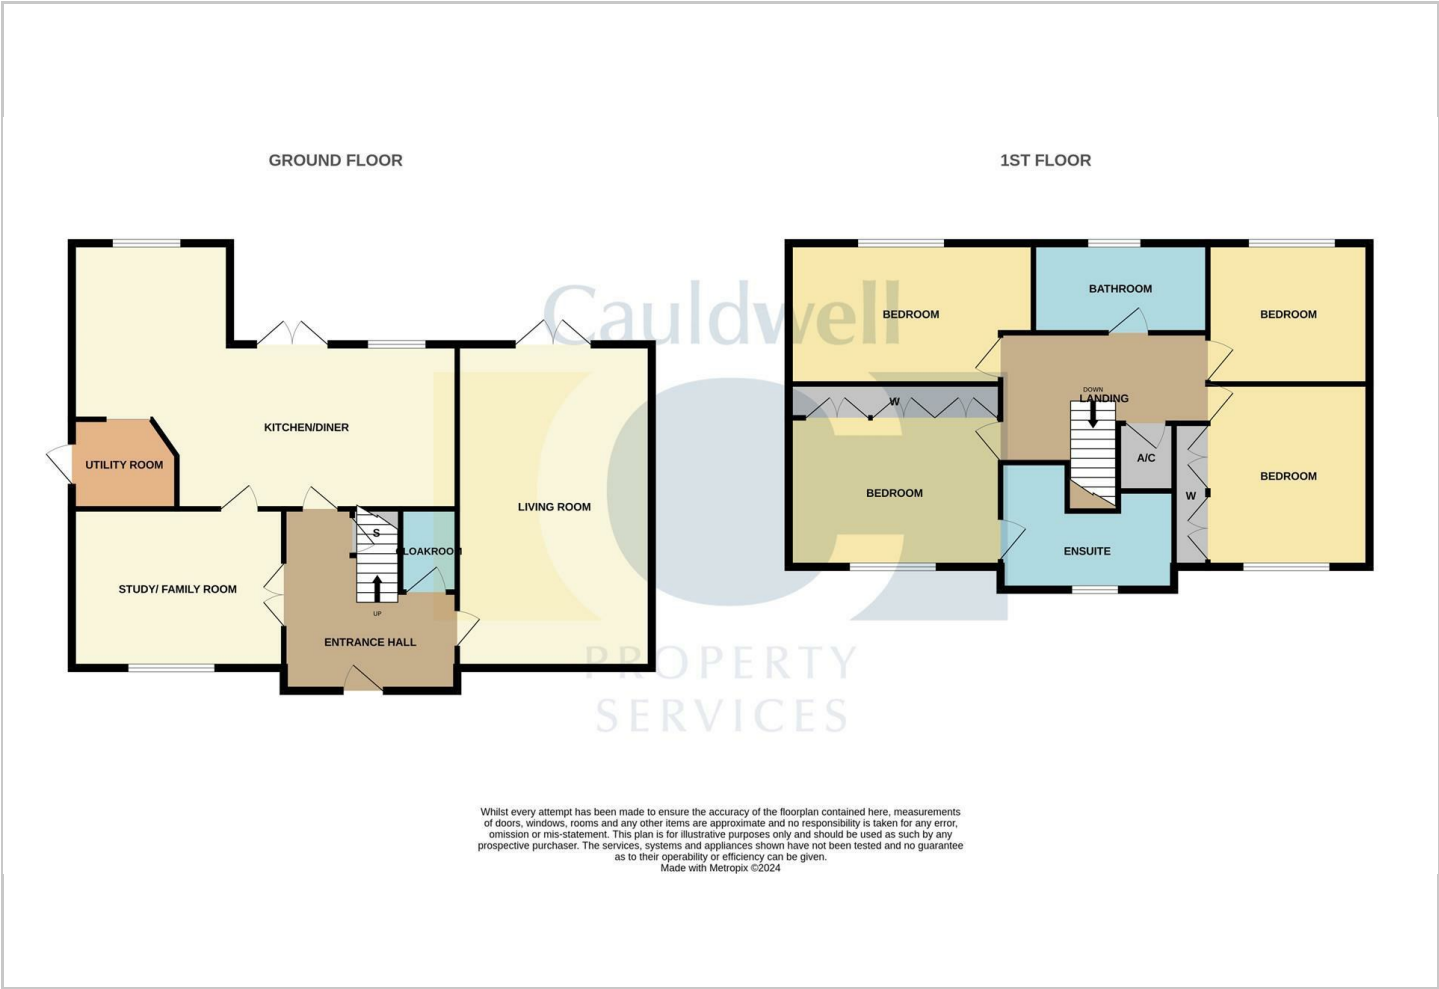 GROUND FLOOR
1ST FLOOR
Cauldwell
BATHROOM
BEDROOM
BEDROOM
DOWN
LANDING
W
KITCHEN/DINER
A/C
UTILITY ROOM
BEDROOM
BEDROOM
W
LIVING ROOM
S
CLOAKROOM
ENSUITE
STUDY/ FAMILY ROOM
UP
ENTRANCE HALL
PROPERTY
SERVICES
Whilst every attempt has been made to ensure the accuracy of the floorplan contained here, measurements
of doors, windows, rooms and any other items are approximate and no responsibility is taken for any error,
omission or mis-statement. This plan is for illustrative purposes only and should be used as such by any
prospective purchaser. The services, systems and appliances shown have not been tested and no guarantee
as to their operability or efficiency can be given.
Made with Metropix ©2024